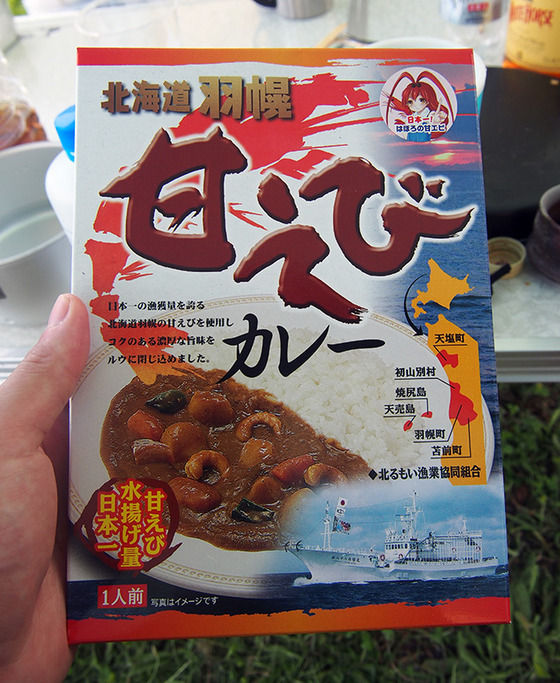 北海道 羽幌
日本一!
はぼろの甘エビ
甘えび
カレー
日本一の漁獲量を誇る
北海道羽幌の甘えびを使用し
コクのある濃厚な旨味を
ルウに閉じ込めました。
天塩町
初山別村
焼尻島
天売島
羽幌町
苫前町
◆北るもい漁業協同組合
甘えび
水揚げ量
日本一
1人前
写真はイメージです